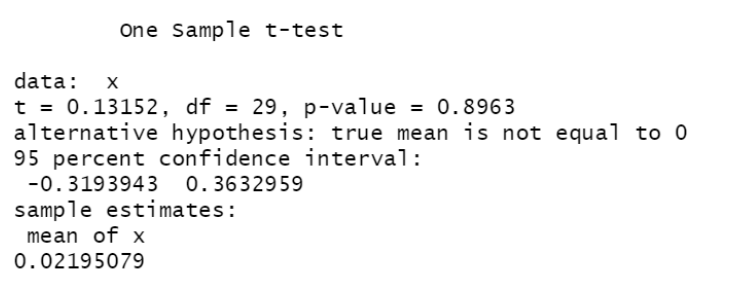 One Sample t-test
data: x
t = 0.13152, df = 29, p-value = 0.8963
alternative hypothesis: true mean is not equal to 0
95 percent confidence interval:
-0.3193943 0.3632959
sample estimates:
mean of x
0.02195079